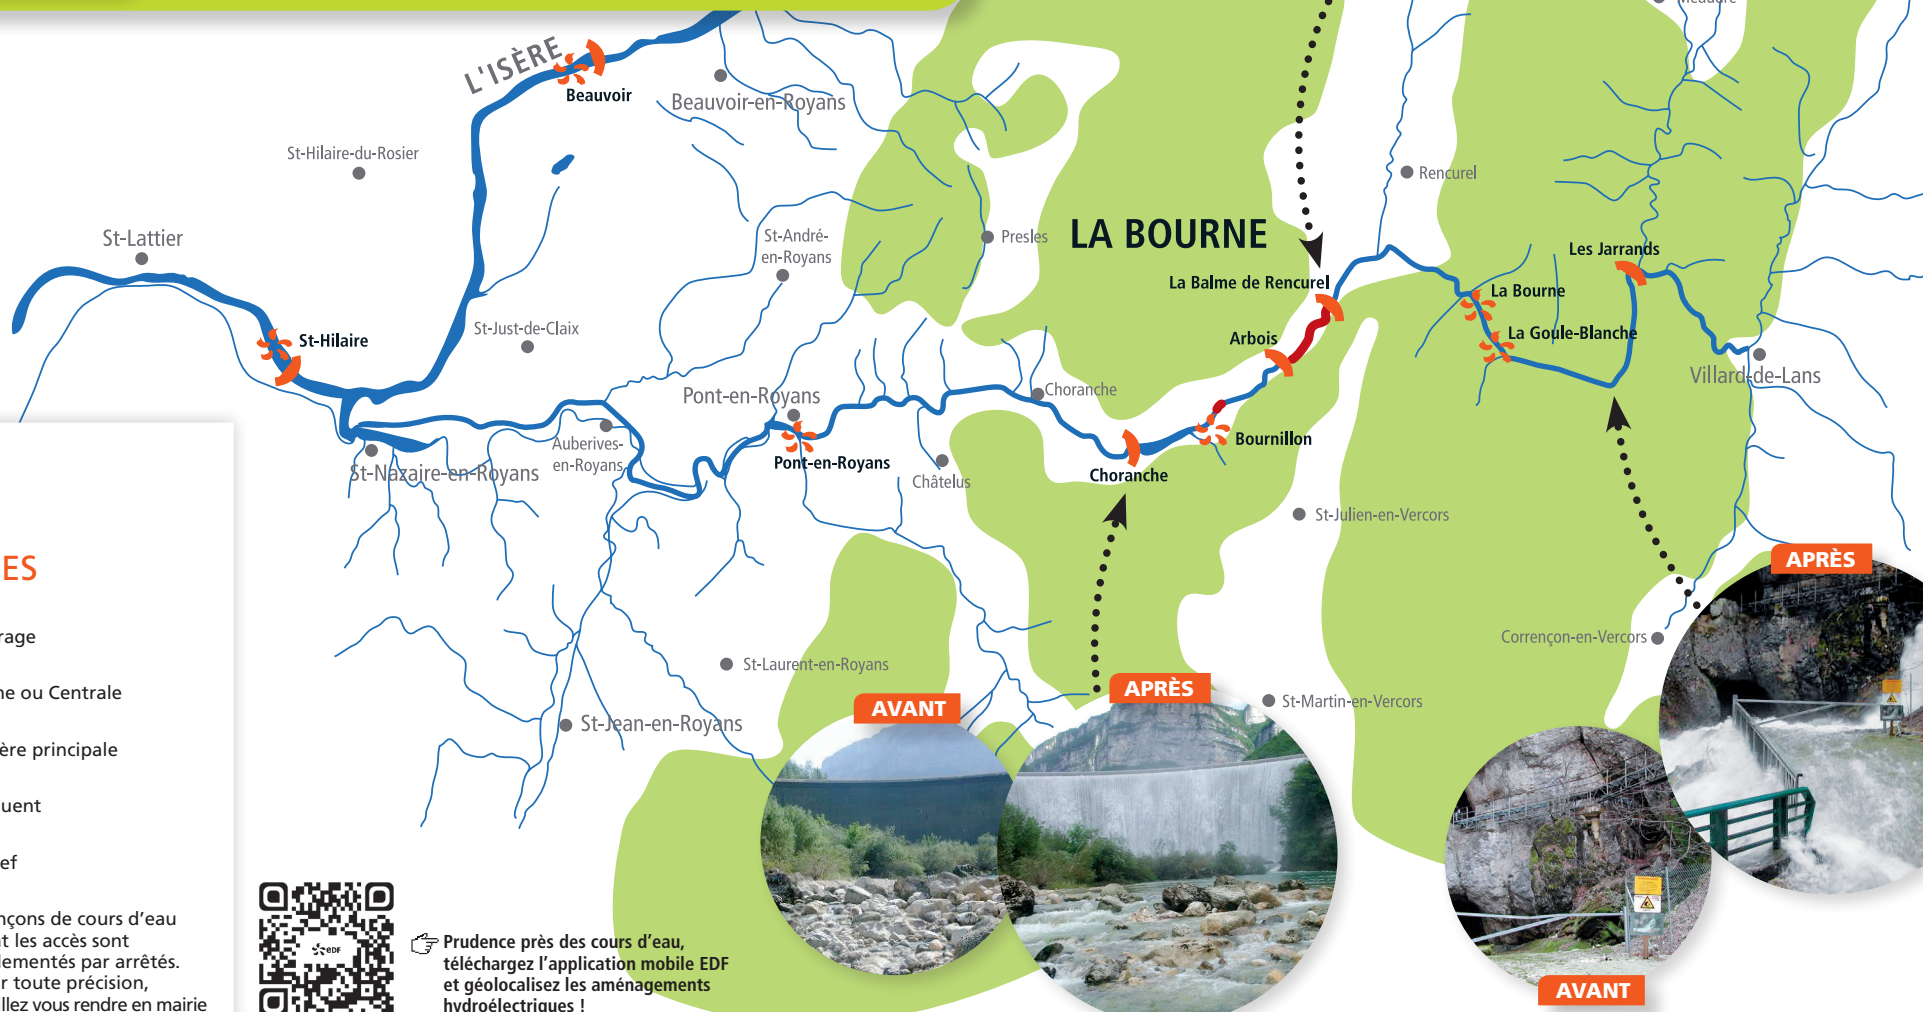 L'ISÈRE
Beauvoir
Beauvoir-en-Royans
St-Hilaire-du-Rosier
St-Lattier
St-Hilaire
St-Just-de-Claix
St-André-
en-Royans
Presles
LA BOURNE
Rencurel
La Balme de Rencurel
Les Jarrands
La Bourne
La Goule-Blanche
Arbois
Villard-de-Lans
Pont-en-Royans
Choranche
Auberives-
en-Royans
Bournillon
St-Nazaire-en-Royans
Pont-en-Royans
Châtelus
Choranche
St-Julien-en-Vercors
Corrençon-en-Vercors
St-Laurent-en-Royans
St-Martin-en-Vercors
St-Jean-en-Royans
AVANT
APRÈS
APRÈS
AVANT
ES
rage
ne ou Centrale
ère principale
uent
ef
nçons de cours d'eau
t les accès sont
lementés par arrêtés.
r toute précision,
illez vous rendre en mairie
edf
Prudence près des cours d'eau,
téléchargez l'application mobile EDF
et géolocalisez les aménagements
hydroélectriques !